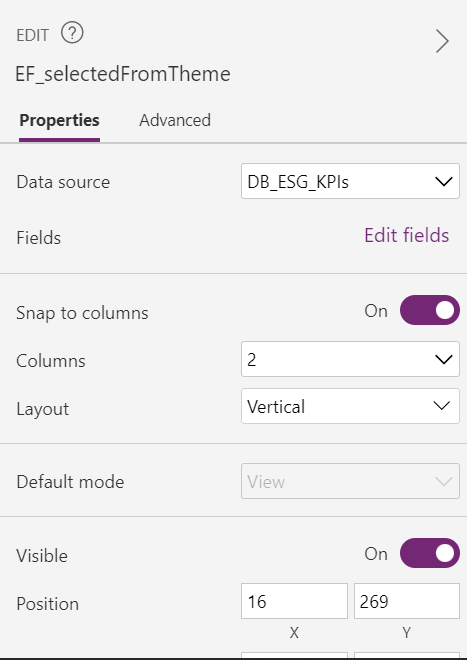 EDIT ?
EF_selectedFromTheme
Properties Advanced
Data source DB_ESG_KPIs
Fields Edit fields
Snap to columns On
Columns 2
Layout Vertical
Default mode View
Visible On
Position 16 269
X Y